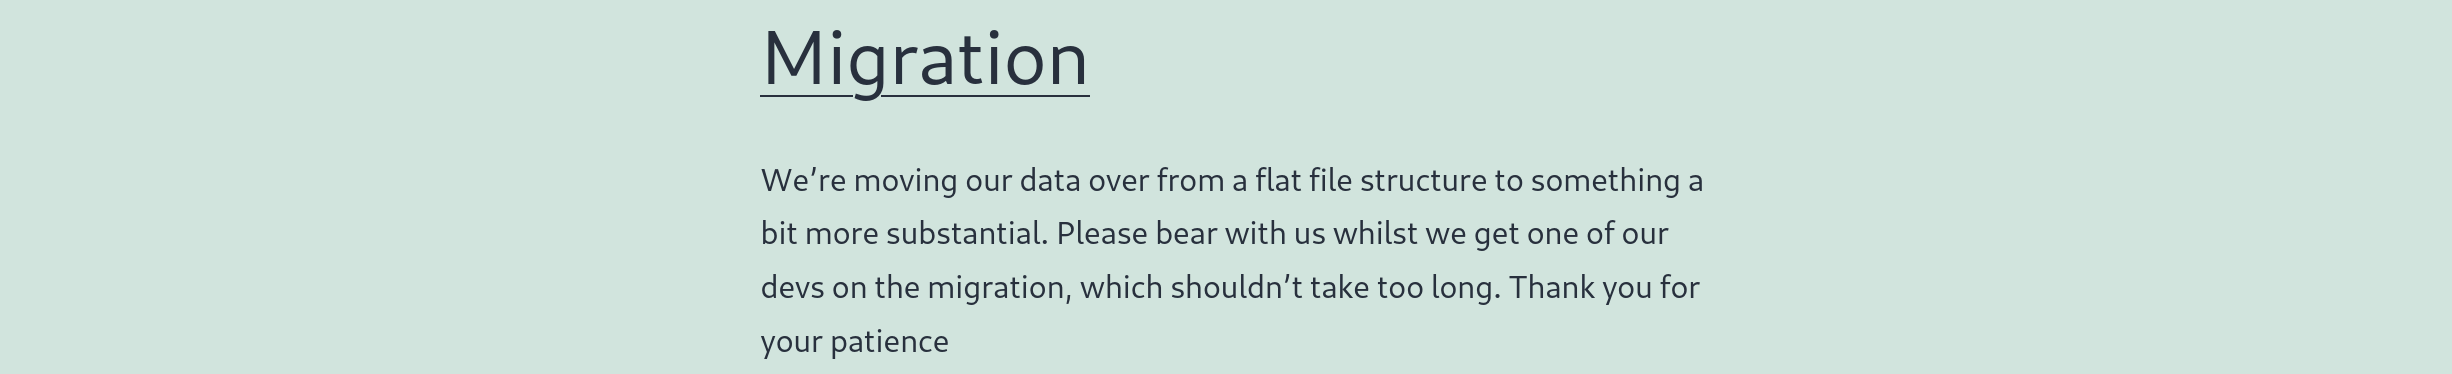 Migration
We’re moving our data over from a flat file structure to something a
bit more substantial. Please bear with us whilst we get one of our
devs on the migration, which shouldn’t take too long. Thank you for
your patience